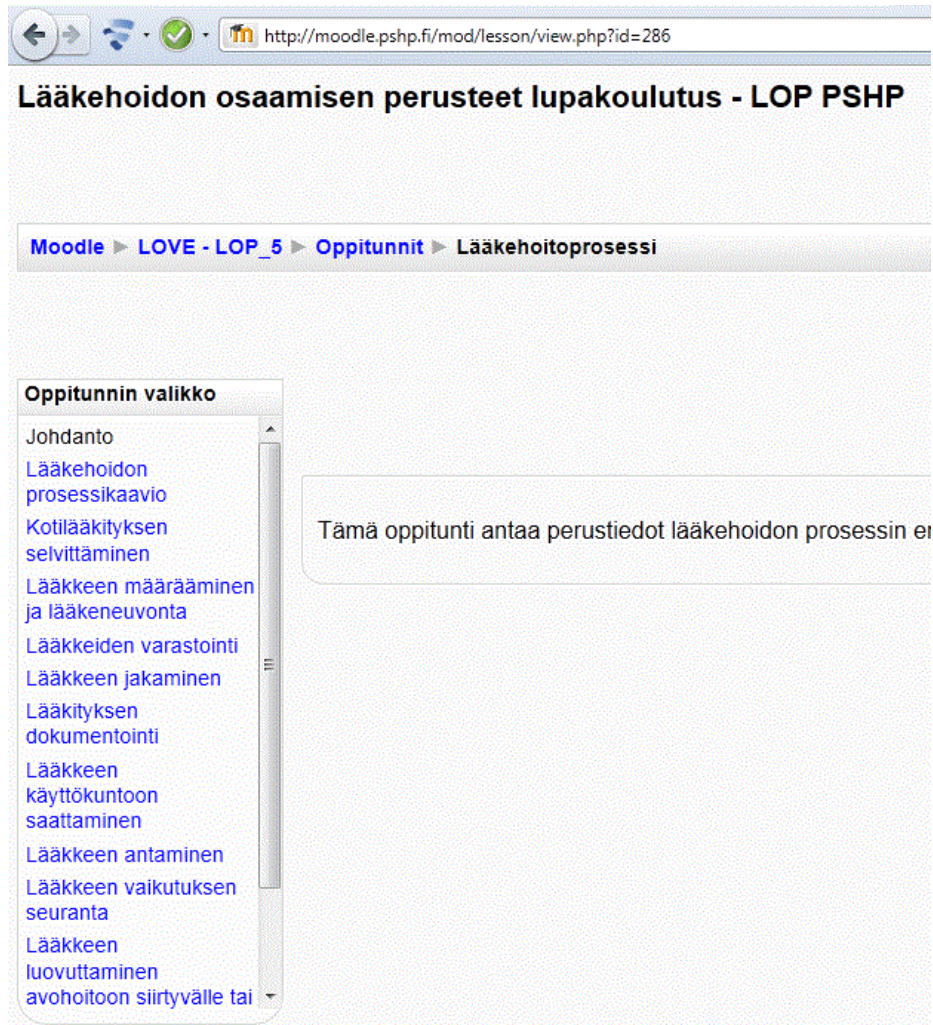 http://moodle.pshp.fi/mod/lesson/view.php?id=286
Lääkehoidon osaamisen perusteet lupakoulutus - LOP PSHP
Moodle ► LOVE - LOP_5 ► Oppitunnit ► Lääkehoitoprosessi
Oppitunnin valikko
Johdanto
Lääkehoidon
prosessikaavio
Kotilääkityksen
selvittäminen
Lääkkeen määrääminen
ja lääkeneuvonta
Lääkkeiden varastointi
Lääkkeen jakaminen
Lääkityksen
dokumentointi
Lääkkeen
käyttökuntoon
saattaminen
Lääkkeen antaminen
Lääkkeen vaikutuksen
seuranta
Lääkkeen
luovuttaminen
avohoitoon siirtyvälle tai
Tämä oppitunti antaa perustiedot lääkehoidon prosessin